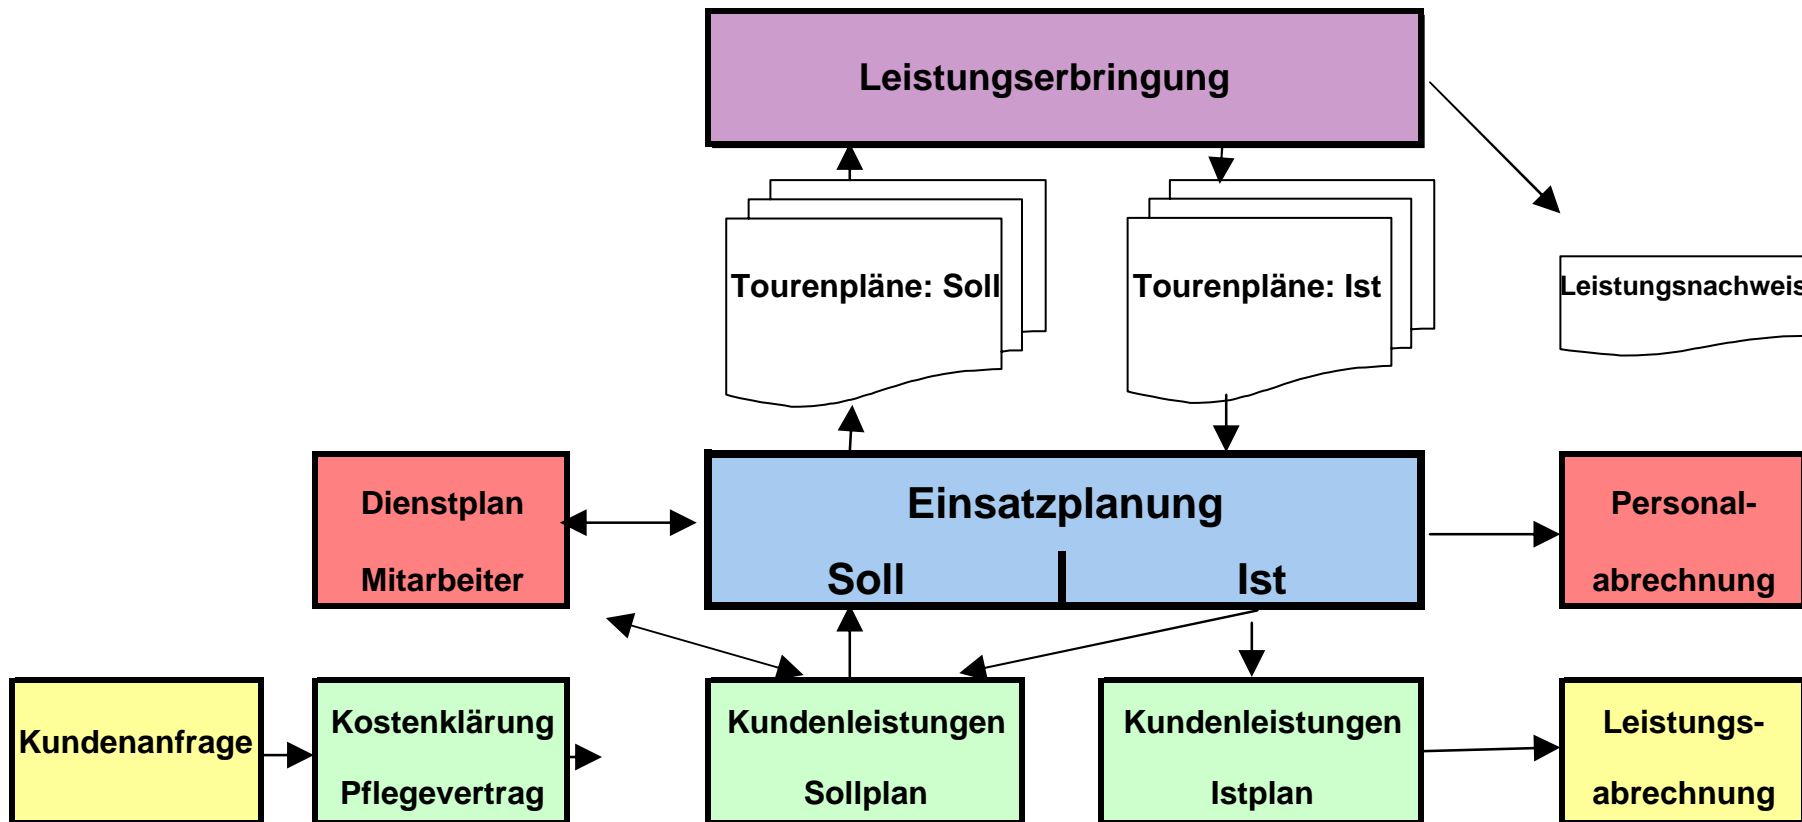 Leistungserbringung
Tourenpläne: Soll
Tourenpläne: Ist
Leistungsnachweis
Dienstplan
Mitarbeiter
Einsatzplanung
Soll
Ist
Personal-
abrechnung
Kundenanfrage
Kostenklärung
Pflegevertrag
Kundenleistungen
Sollplan
Kundenleistungen
Istplan
Leistungs-
abrechnung